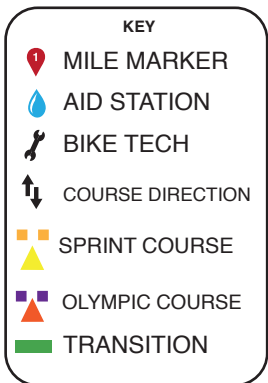 KEY
1 MILE MARKER
AID STATION
BIKE TECH
COURSE DIRECTION
SPRINT COURSE
OLYMPIC COURSE
TRANSITION